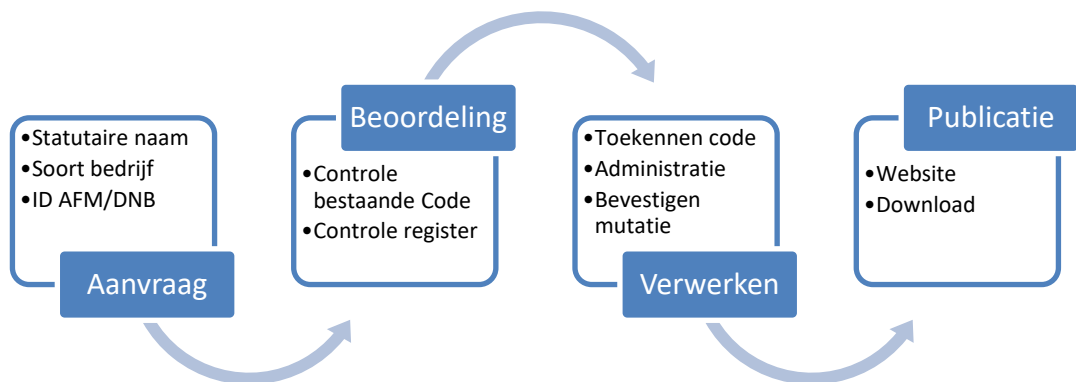 •Statutaire naam
•Soort bedrijf
•ID AFM/DNB
Aanvraag
Beoordeling
•Controle
bestaande Code
•Controle register
•Toekennen code
•Administratie
•Bevestigen
mutatie
Verwerken
Publicatie
•Website
•Download